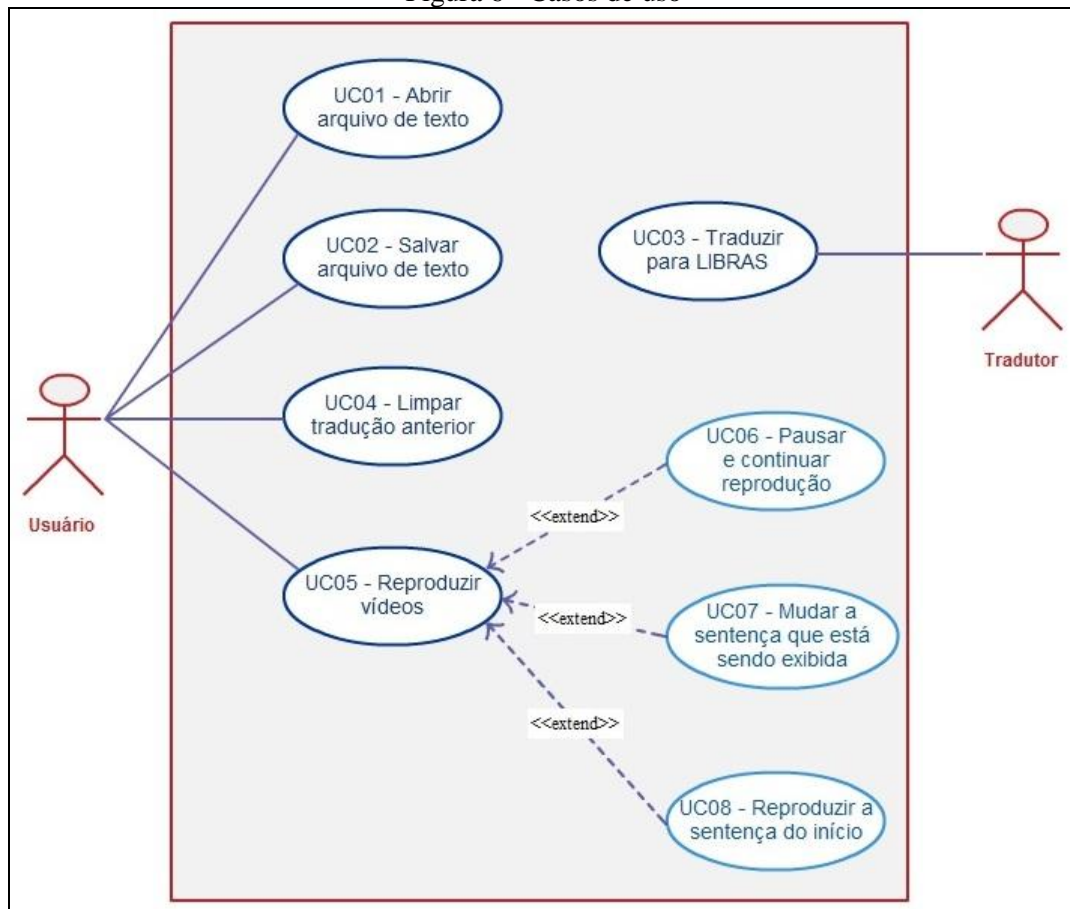 Figura 6 - Casos de uso
UC01 - Abrir
arquivo de texto
UC02 - Salvar
arquivo de texto
UC03 - Traduzir
para LIBRAS
Tradutor
UC04 - Limpar
tradução anterior
Usuário
UC06 - Pausar
e continuar
reprodução
<<extend>>
UC05 - Reproduzir
vídeos
<<extend>>
UC07 - Mudar a
sentença que está
sendo exibida
<<extend>>
UC08 - Reproduzir a
sentença do início